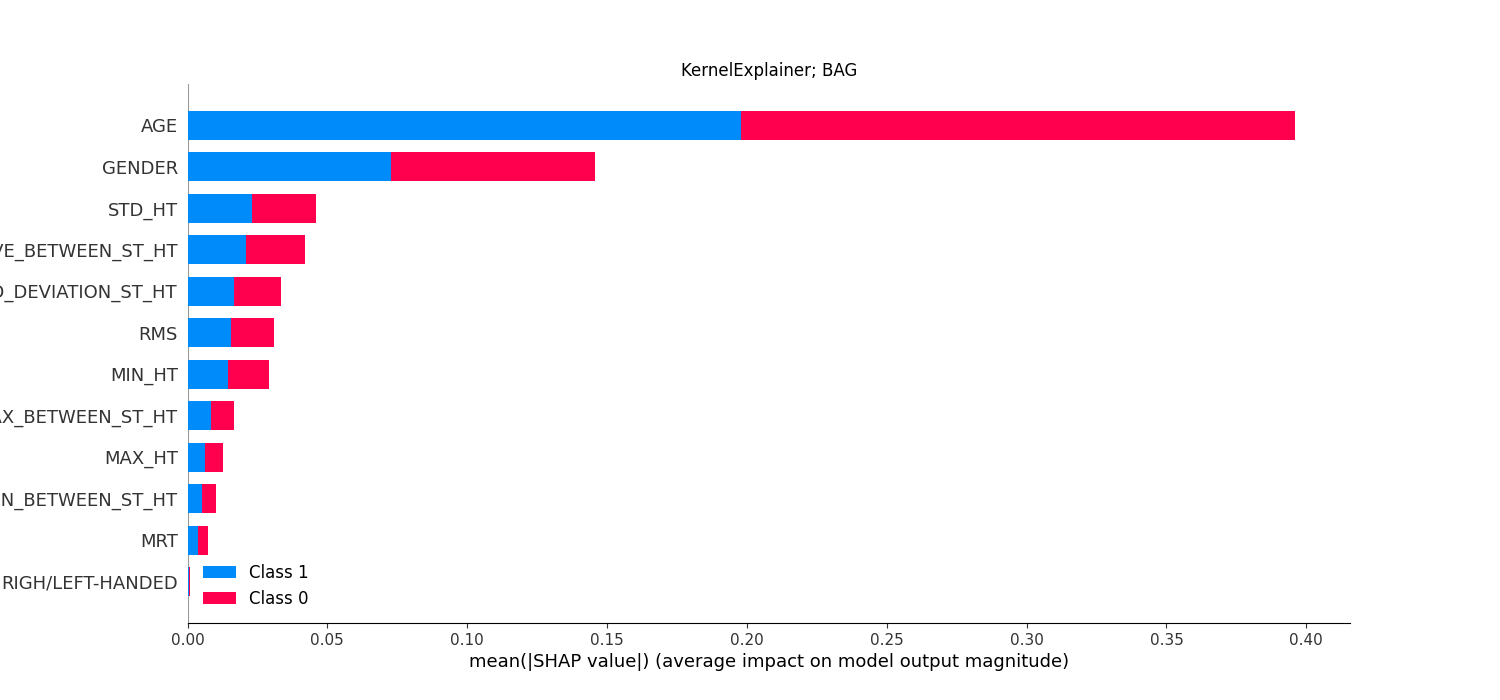 KernelExplainer; BAG
AGE
GENDER
STD_HT
VE_BETWEEN_ST_HT
D_DEVIATION_ST_HT
RMS
MIN_HT
AX_BETWEEN_ST_HT
MAX_HT
N_BETWEEN_ST_HT
MRT
RIGH/LEFT-HANDED
Class 1
Class 0
0.00 0.05 0.10 0.15 0.20 0.25 0.30 0.35 0.40
mean(|SHAP value|) (average impact on model output magnitude)